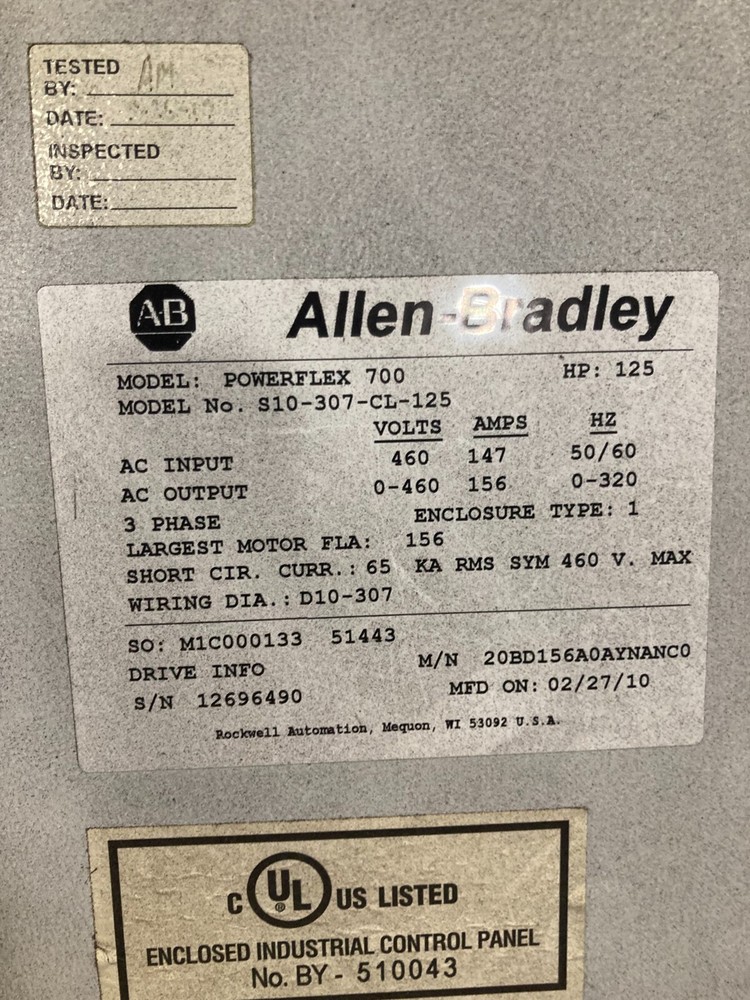 TESTED
BY: AM
DATE:
INSPECTED
BY:
DATE:
A-B Allen-Bradley
MODEL: POWERFLEX 700 HP: 125
MODEL No. S10-307-CL-125
VOLTS AMPS HZ
AC INPUT 460 147 50/60
AC OUTPUT 0-460 156 0-320
3 PHASE ENCLOSURE TYPE: 1
LARGEST MOTOR FLA: 156
SHORT CIR. CURR.: 65 KA RMS SYM 460 V. MAX
WIRING DIA.: D10-307
SO: M1C000133 51443
DRIVE INFO M/N 20BD156A0AYNANC0
S/N 12696490 MFD ON: 02/27/10
Rockwell Automation, Mequon, WI 53092 U.S.A.
C UL ® US LISTED
ENCLOSED INDUSTRIAL CONTROL PANEL
No. BY - 510043